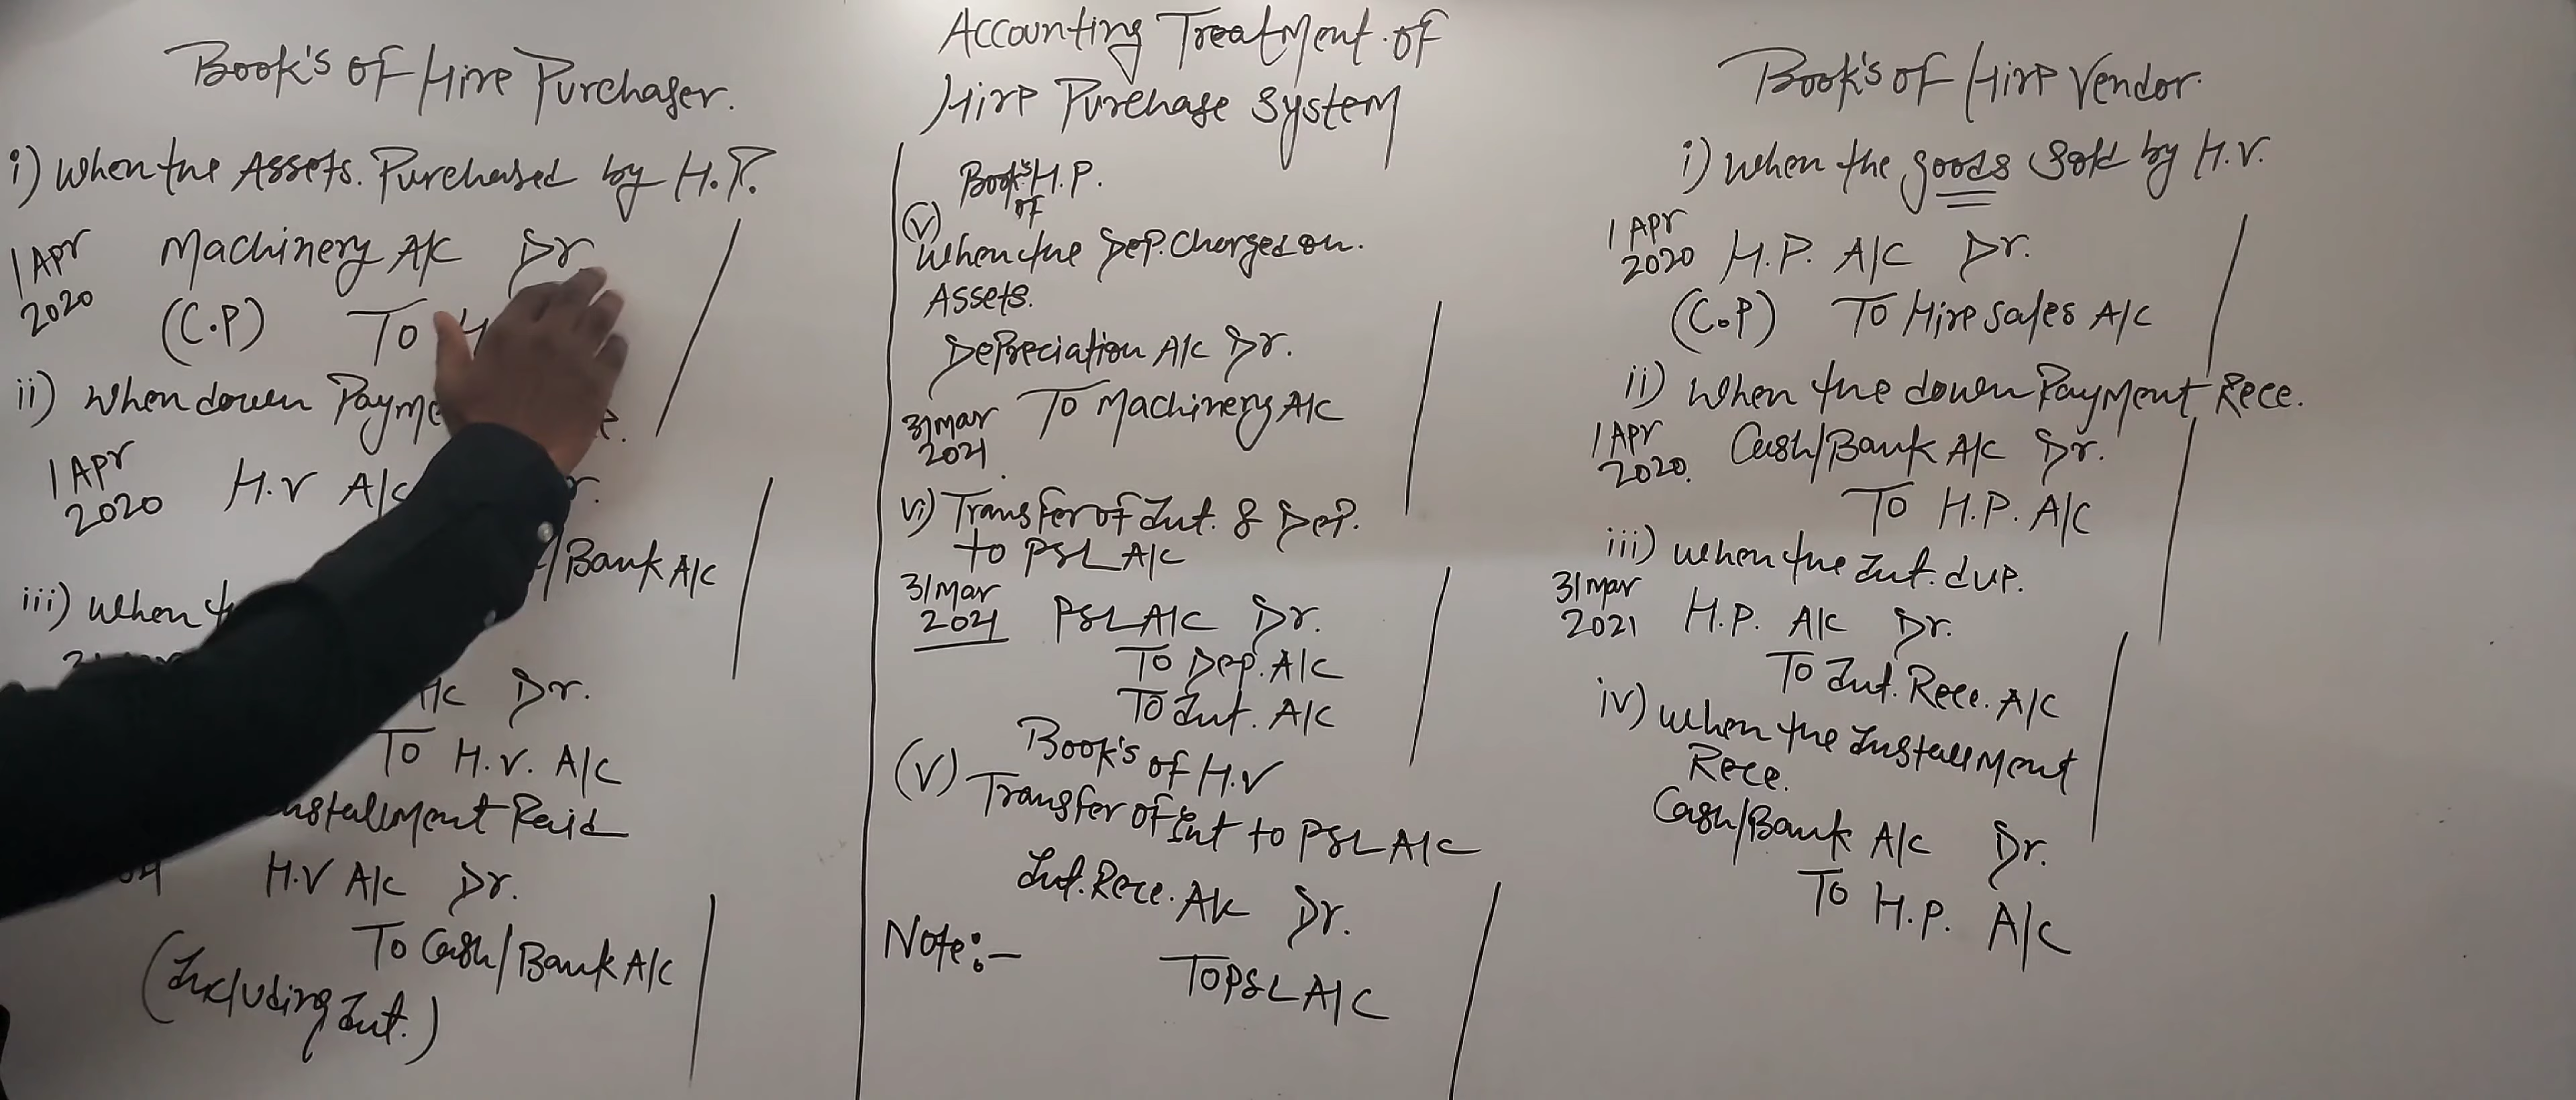 Book's of Hire Purchaser.
i) When the Assets. Purchased by H.P.
1 Apr
2020
Machinery A/c Dr
(C.P) To
ii) When down
1 Apr
2020
H.V A/c
/Bank A/c
iii) When
A/c Dr.
To H.V. A/c
Installment Paid
H.V A/c Dr.
To Cash/Bank A/c
(Including Int.)
Accounting Treatment of
Hire Purchase System
Book's of H.P.
(V)
When the Dep. Charged on.
Assets.
Depreciation A/c Dr.
To Machinery A/c
31 Mar
2021
vi) Transfer of Int. & Dep.
to P&L A/c
31 Mar
2021
P&L A/c Dr.
To Dep. A/c
To Int. A/c
Book's of H.V
(V) Transfer of Int to P&L A/c
Int. Rece. A/c Dr.
To P&L A/c
Note:-
Book's of Hire Vendor.
i) When the goods Sold by H.V.
1 Apr
2020
H.P. A/c Dr.
(C.P) To Hire Sales A/c
ii) When the down Payment Rece.
1 Apr
2020.
Cash/Bank A/c Dr.
To H.P. A/c
iii) When the Int. due.
31 Mar
2021
H.P. A/c Dr.
To Int. Rece. A/c
iv) When the Installment
Rece.
Cash/Bank A/c Dr.
To H.P. A/c